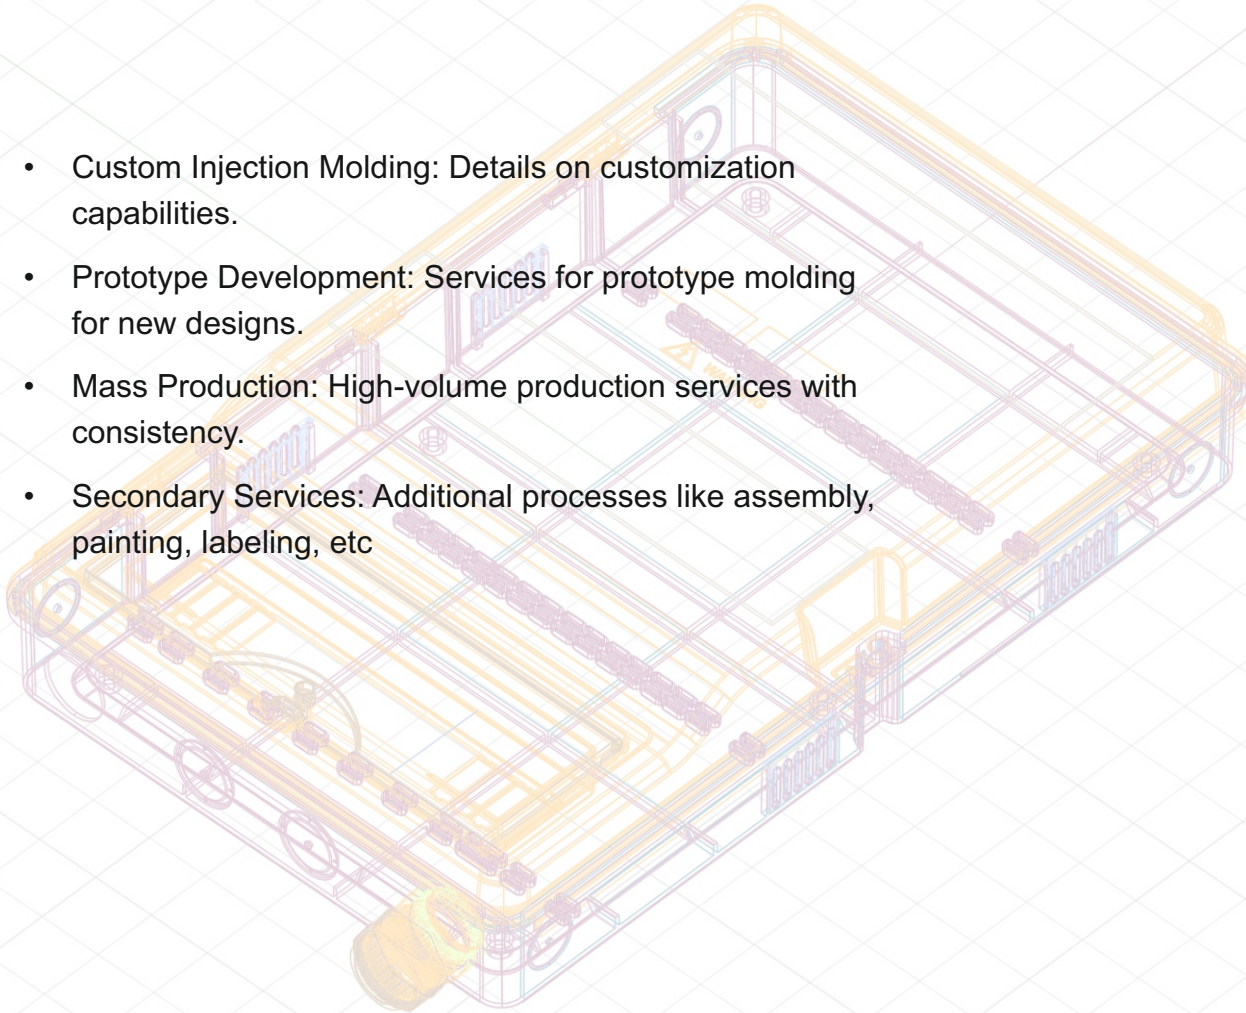 • Custom Injection Molding: Details on customization
capabilities.
• Prototype Development: Services for prototype molding
for new designs.
• Mass Production: High-volume production services with
consistency.
• Secondary Services: Additional processes like assembly,
painting, labeling, etc
WARNING